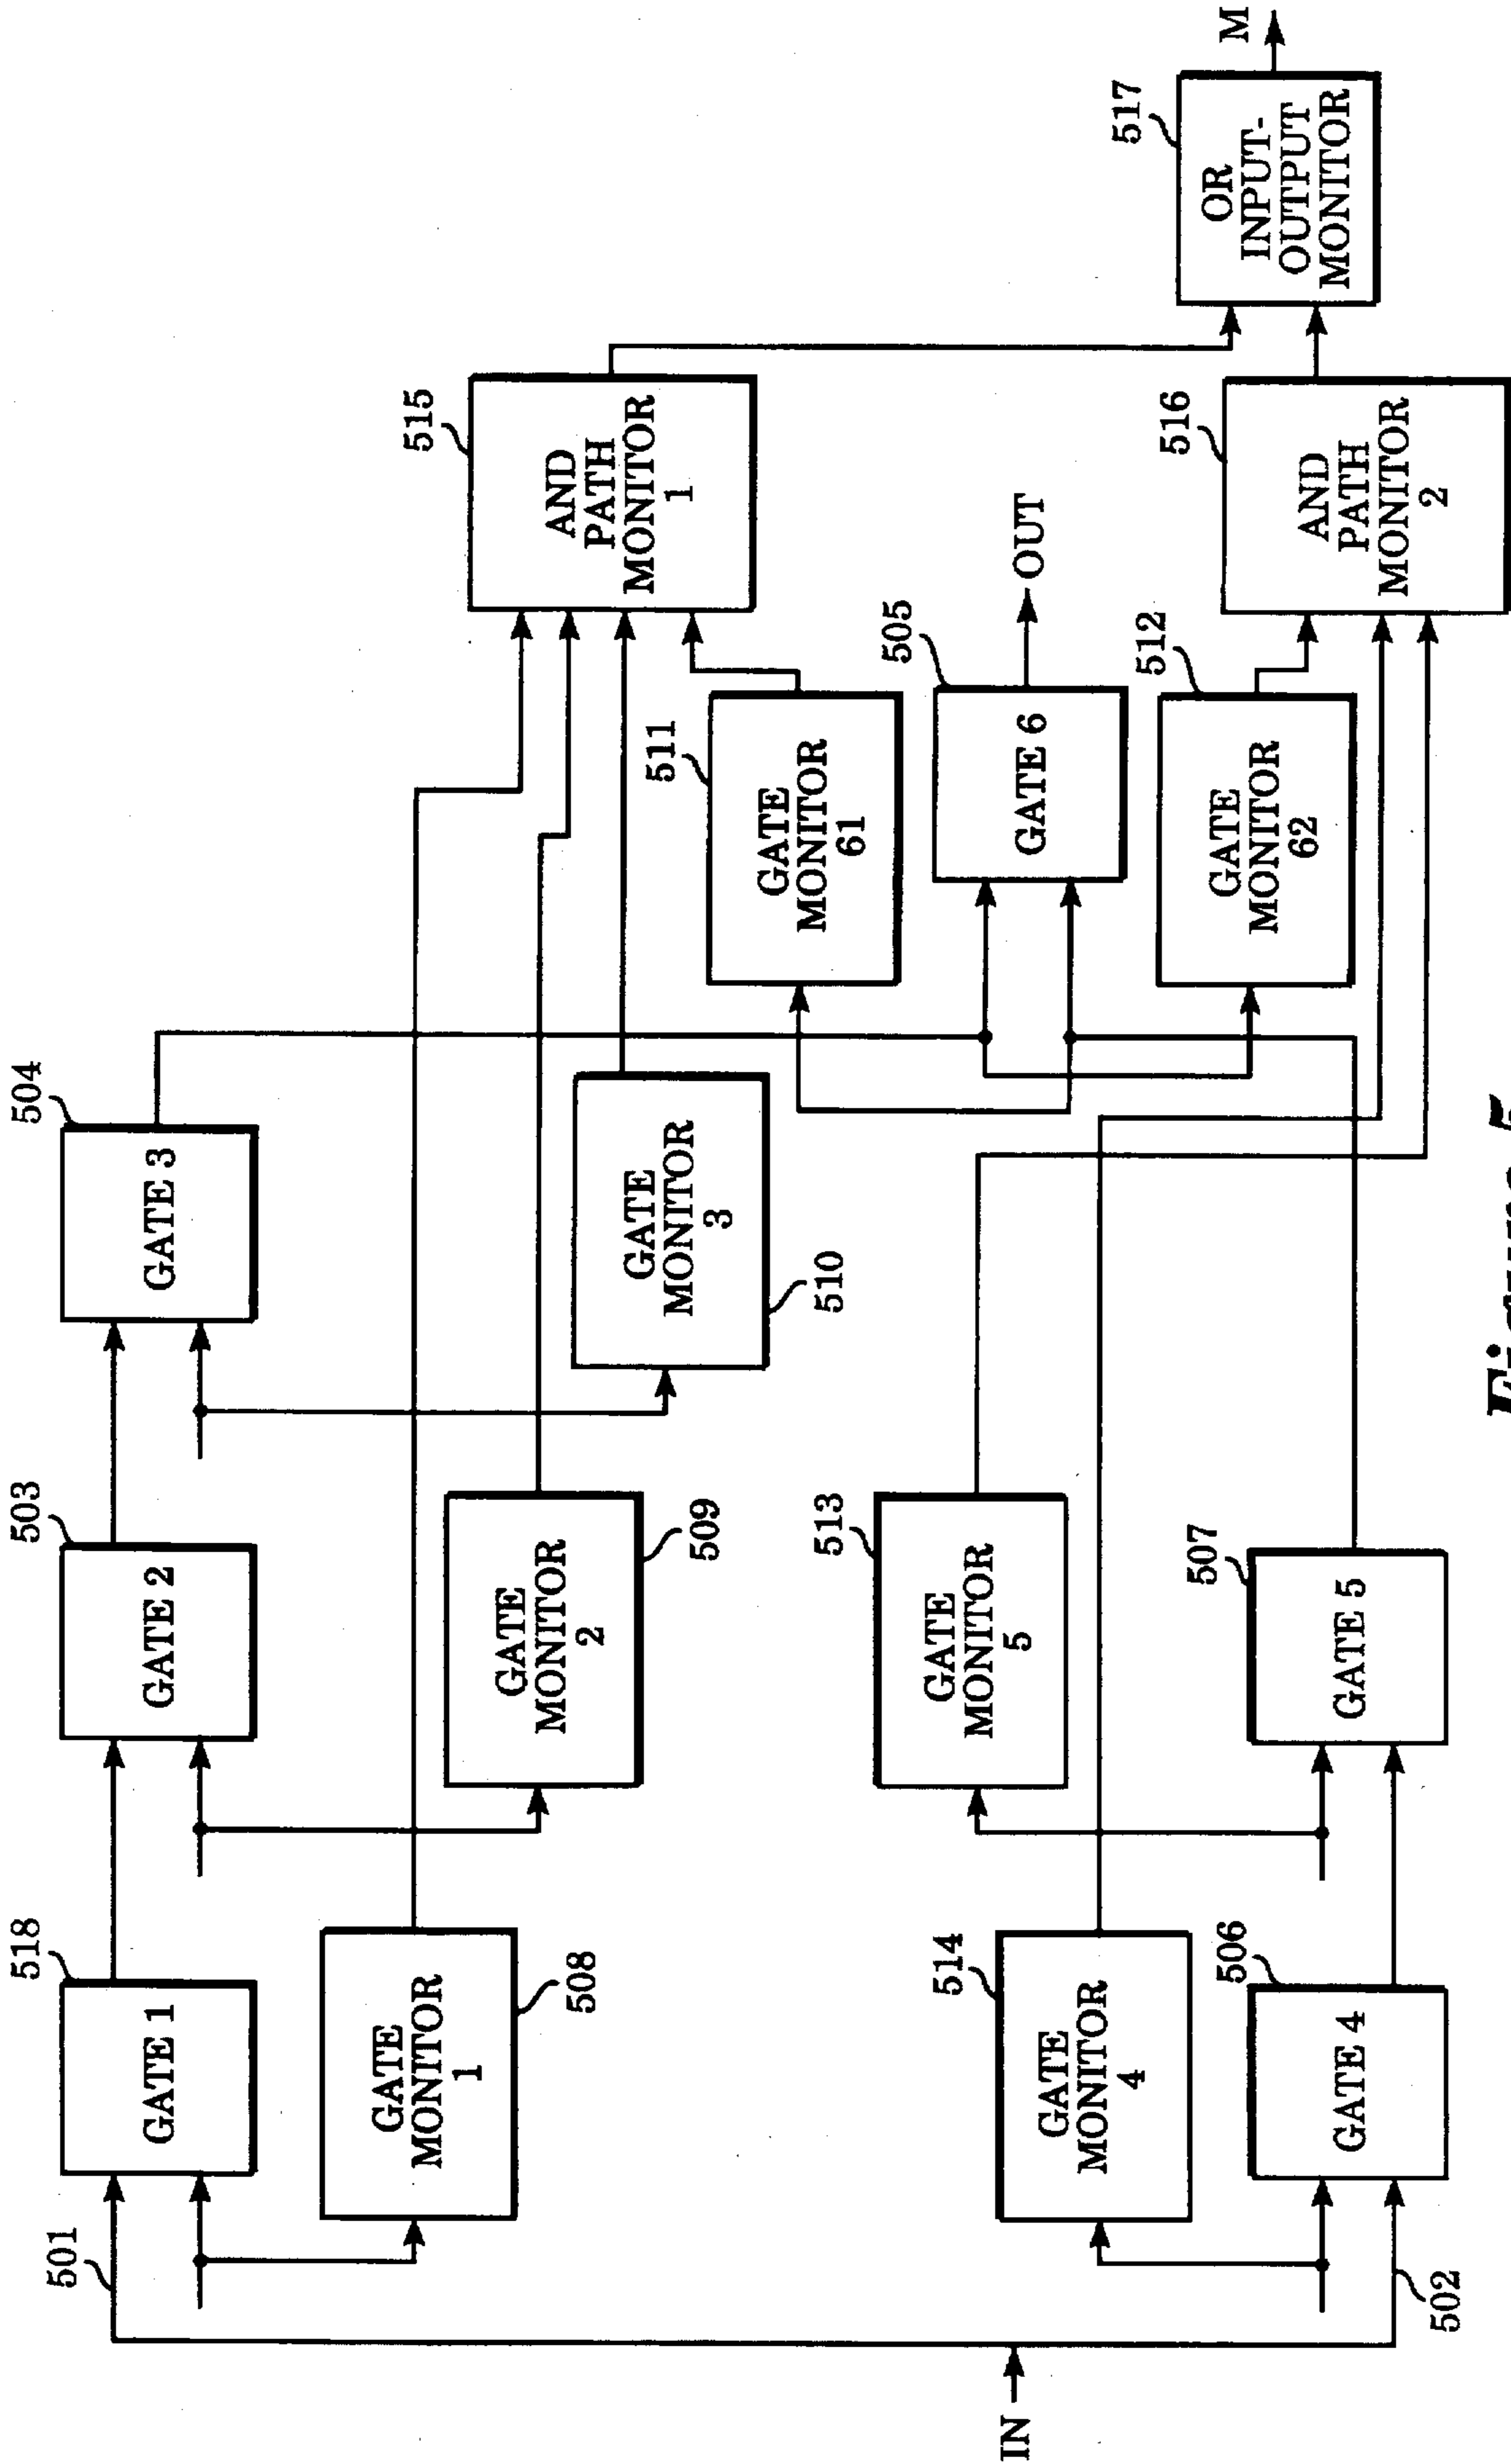 501
518
GATE 1
503
GATE 2
504
GATE 3
GATE
MONITOR
1
508
GATE
MONITOR
2
509
GATE
MONITOR
3
510
515
AND
PATH
MONITOR
1
511
GATE
MONITOR
61
505
GATE 6
OUT
512
GATE
MONITOR
62
517
OR
INPUT-
OUTPUT
MONITOR
M
516
AND
PATH
MONITOR
2
IN
513
GATE
MONITOR
5
514
GATE
MONITOR
4
506
GATE 4
507
GATE 5
502
Figure 5